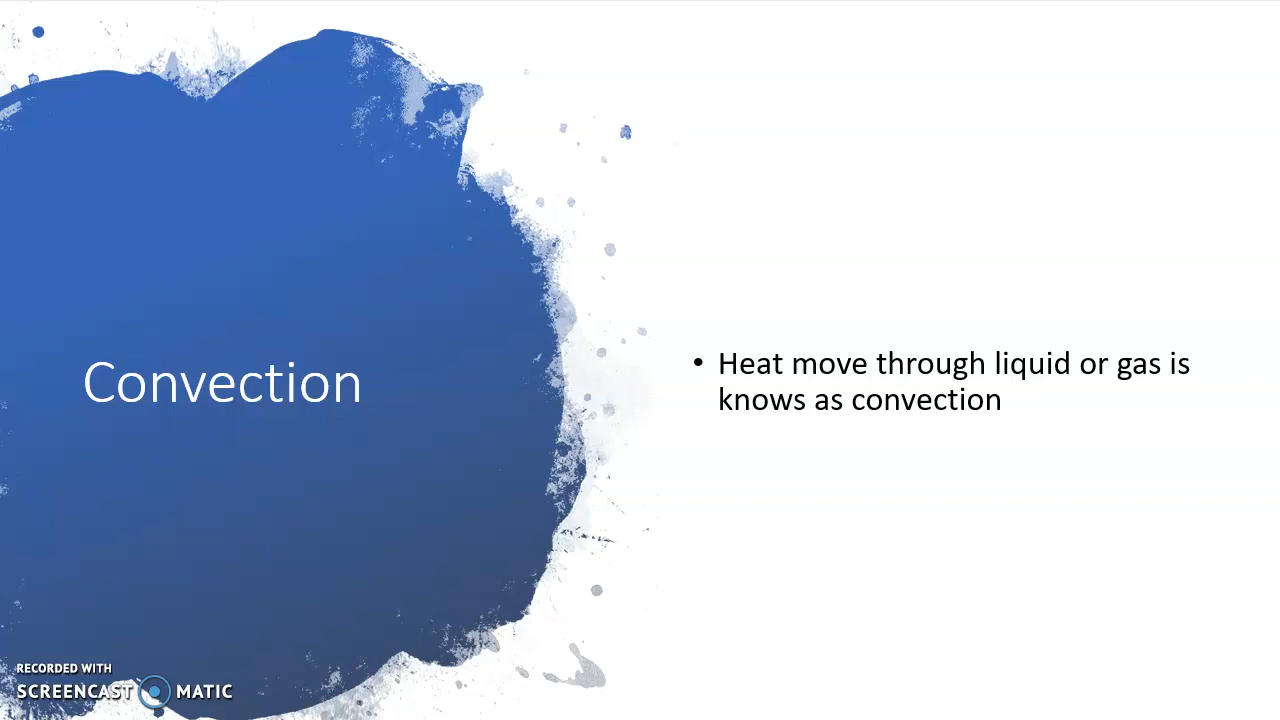 Convection
• Heat move through liquid or gas is
knows as convection
RECORDED WITH
SCREENCAST MATIC